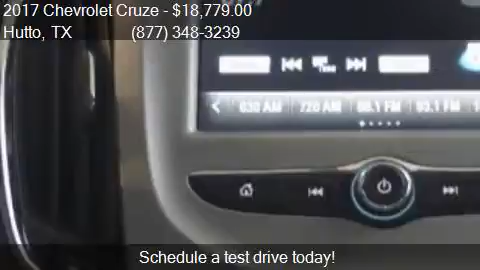 2017 Chevrolet Cruze - $18,779.00
Hutto, TX (877) 348-3239
630 AM 720 AM 88.1 FM 93.1 FM
Schedule a test drive today!